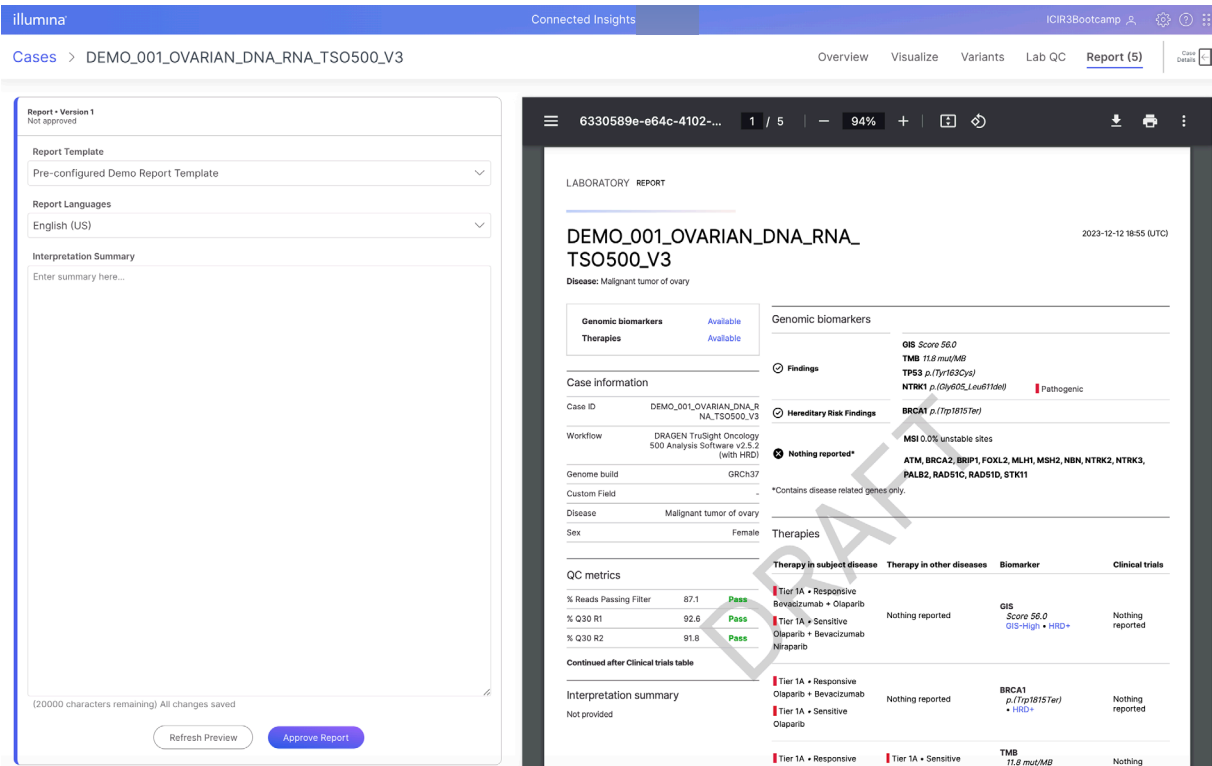 illumina
Connected Insights
ICIR3Bootcamp
Cases > DEMO_001_OVARIAN_DNA_RNA_TSO500_V3
Overview Visualize Variants Lab QC Report (5)
Case
Details
Report • Version 1
Not approved
Report Template
Pre-configured Demo Report Template
Report Languages
English (US)
Interpretation Summary
Enter summary here...
(20000 characters remaining) All changes saved
Refresh Preview Approve Report
6330589e-e64c-4102-... 1 / 5 — 94% +
LABORATORY REPORT
DEMO_001_OVARIAN_DNA_RNA_
TSO500_V3
2023-12-12 18:55 (UTC)
Disease: Malignant tumor of ovary
Genomic biomarkers Available
Therapies Available
Case information
Case ID DEMO_001_OVARIAN_DNA_R
NA_TSO500_V3
Workflow DRAGEN TruSight Oncology
500 Analysis Software v2.5.2
(with HRD)
Genome build GRCh37
Custom Field -
Disease Malignant tumor of ovary
Sex Female
QC metrics
% Reads Passing Filter 87.1 Pass
% Q30 R1 92.6 Pass
% Q30 R2 91.8 Pass
Continued after Clinical trials table
Interpretation summary
Not provided
Genomic biomarkers
Findings
GIS Score 56.0
TMB 11.8 mut/MB
TP53 p.(Tyr163Cys)
NTRK1 p.(Gly605_Leu611del) Pathogenic
Hereditary Risk Findings BRCA1 p.(Trp1815Ter)
Nothing reported*
MSI 0.0% unstable sites
ATM, BRCA2, BRIP1, FOXL2, MLH1, MSH2, NBN, NTRK2, NTRK3,
PALB2, RAD51C, RAD51D, STK11
*Contains disease related genes only.
Therapies
Therapy in subject disease Therapy in other diseases Biomarker Clinical trials
Tier 1A • Responsive
Bevacizumab + Olaparib
Tier 1A • Sensitive
Olaparib + Bevacizumab
Niraparib
Nothing reported
GIS
Score 56.0
GIS-High • HRD+
Nothing
reported
Tier 1A • Responsive
Olaparib + Bevacizumab
Tier 1A • Sensitive
Olaparib
Nothing reported
BRCA1
p.(Trp1815Ter)
• HRD+
Nothing
reported
Tier 1A • Responsive
Tier 1A • Sensitive
TMB
11.8 mut/MB
Nothing
DRAFT